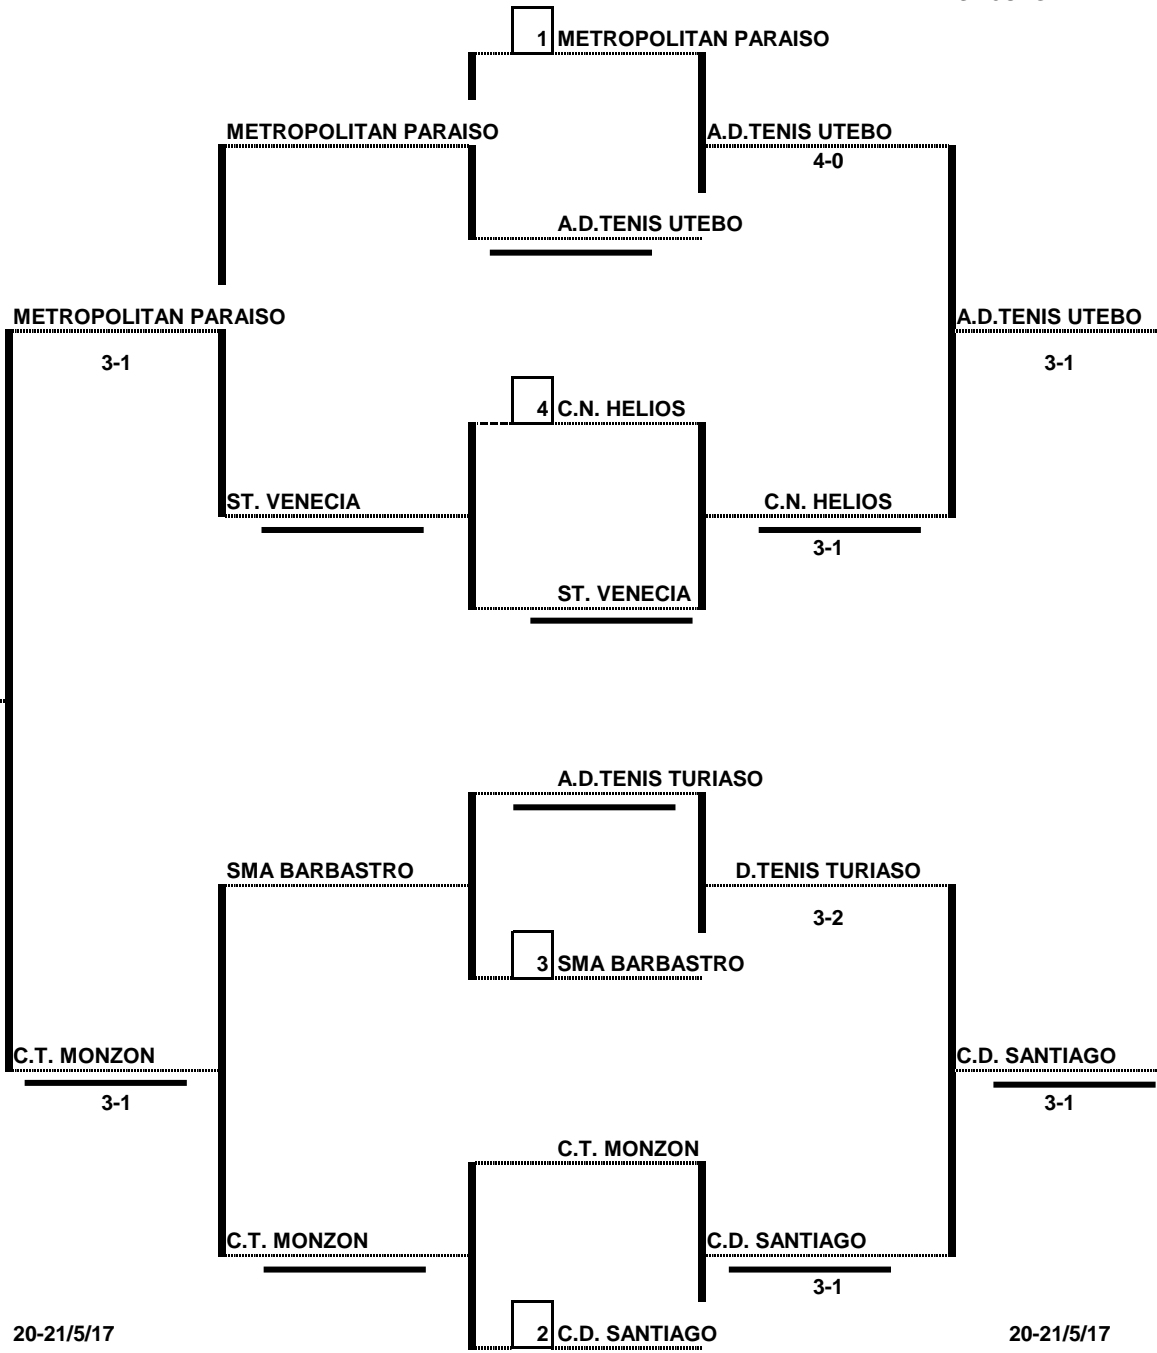 1 METROPOLITAN PARAISO
METROPOLITAN PARAISO
A.D.TENIS UTEBO
4-0
A.D.TENIS UTEBO
METROPOLITAN PARAISO
A.D.TENIS UTEBO
3-1
3-1
4 C.N. HELIOS
ST. VENECIA
C.N. HELIOS
3-1
ST. VENECIA
A.D.TENIS TURIASO
SMA BARBASTRO
D.TENIS TURIASO
3-2
3 SMA BARBASTRO
C.T. MONZON
C.D. SANTIAGO
3-1
3-1
C.T. MONZON
C.T. MONZON
C.D. SANTIAGO
3-1
20-21/5/17
2 C.D. SANTIAGO
20-21/5/17